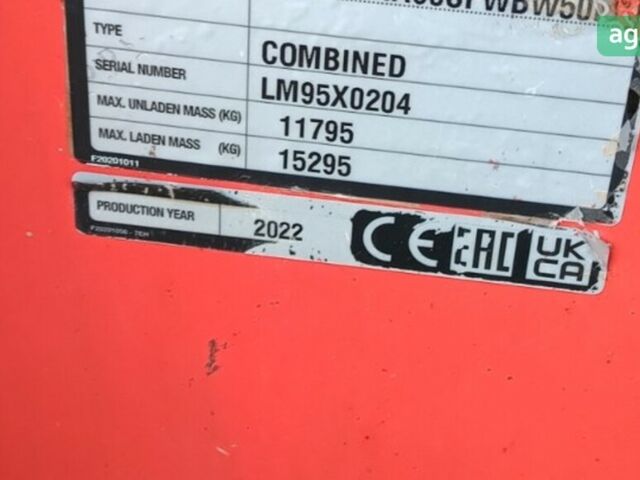 TYPE COMBINED
SERIAL NUMBER LM95X0204
MAX. UNLADEN MASS (KG) 11795
MAX. LADEN MASS (KG) 15295
F20201011
PRODUCTION YEAR 2022 CE EAC UK CA
ag